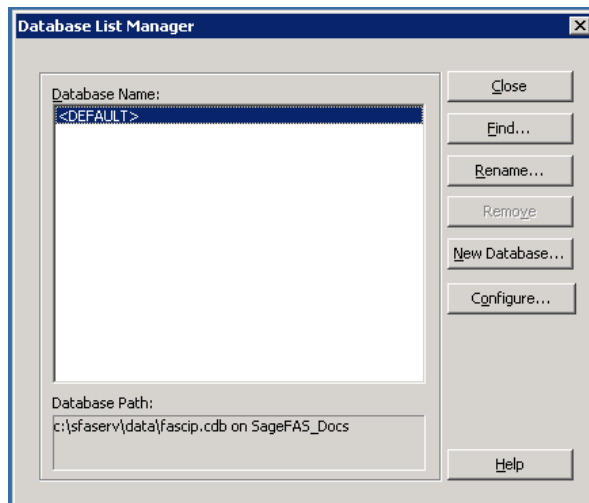 Database List Manager
Database Name:
<DEFAULT>
Close
Find...
Rename...
Remove
New Database...
Configure...
Database Path:
c:\sfaserv\data\fascip.cdb on SageFAS_Docs
Help